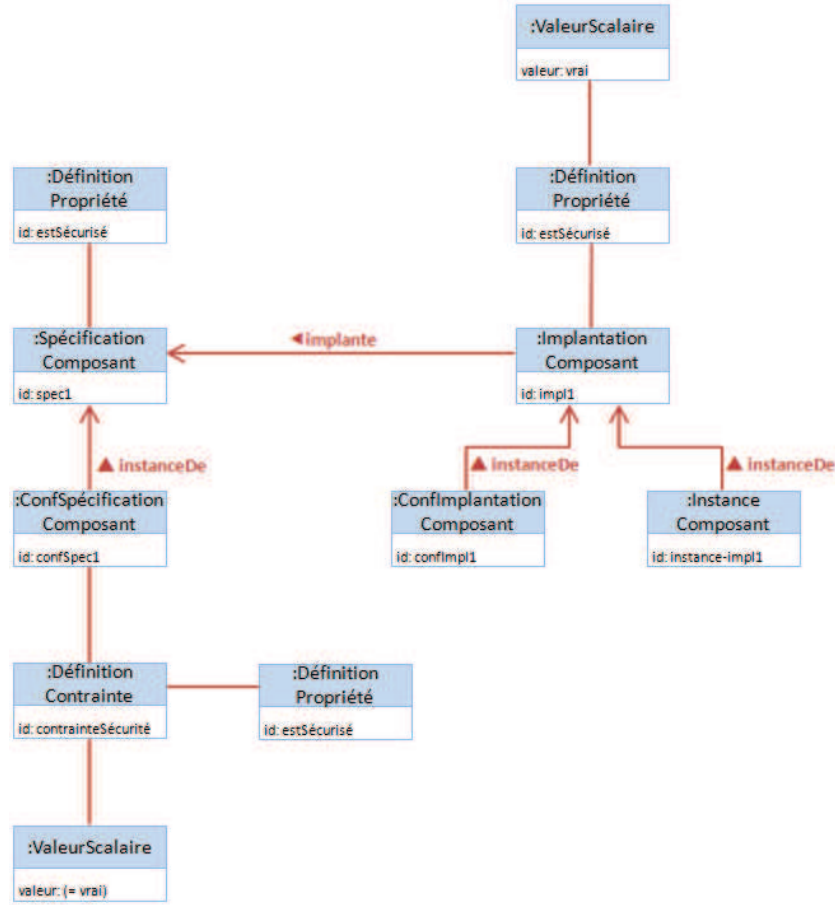 :ValeurScalaire
valeur: vrai
:Définition
Propriété
id: estSécurisé
:Définition
Propriété
id: estSécurisé
:Spécification
Composant
id: spec1
◄implante
:Implantation
Composant
id: impl1
▲ instanceDe
▲ instanceDe
▲ instanceDe
:ConfSpécification
Composant
id: confSpec1
:ConfImplantation
Composant
id: confImpl1
:Instance
Composant
id: instance-impl1
:Définition
Contrainte
id: contrainteSécurité
:Définition
Propriété
id: estSécurisé
:ValeurScalaire
valeur: (= vrai)